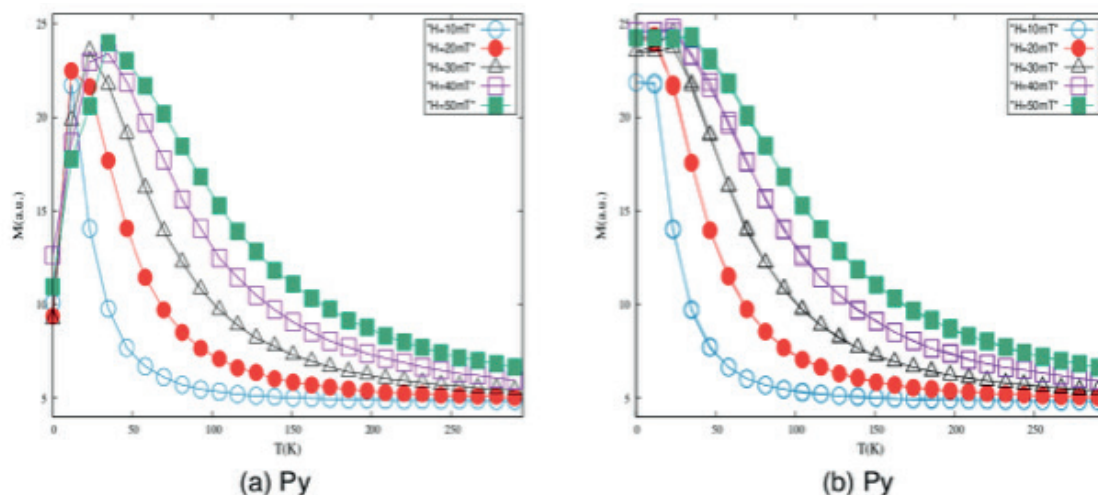 25
20
15
10
5
0 50 100 150 200 250
M(a.u.)
T(K)
"H=10mT"
"H=20mT"
"H=30mT"
"H=40mT"
"H=50mT"
(a) Py
25
20
15
10
5
0 50 100 150 200 250
M(a.u.)
T(K)
"H=10mT"
"H=20mT"
"H=30mT"
"H=40mT"
"H=50mT"
(b) Py